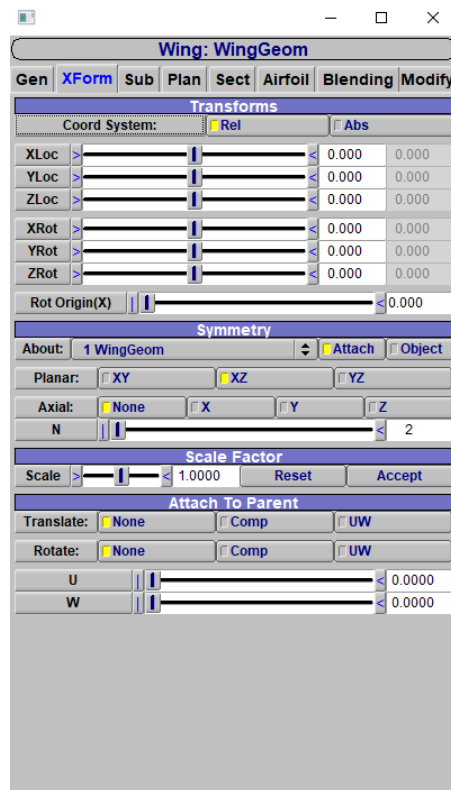 Wing: WingGeom
Gen XForm Sub Plan Sect Airfoil Blending Modify
Transforms
Coord System: Rel Abs
XLoc > < 0.000 0.000
YLoc > < 0.000 0.000
ZLoc > < 0.000 0.000
XRot > < 0.000 0.000
YRot > < 0.000 0.000
ZRot > < 0.000 0.000
Rot Origin(X) | < 0.000
Symmetry
About: 1 WingGeom Attach Object
Planar: XY XZ YZ
Axial: None X Y Z
N | < 2
Scale Factor
Scale > < 1.0000 Reset Accept
Attach To Parent
Translate: None Comp UW
Rotate: None Comp UW
U | < 0.0000
W | < 0.0000